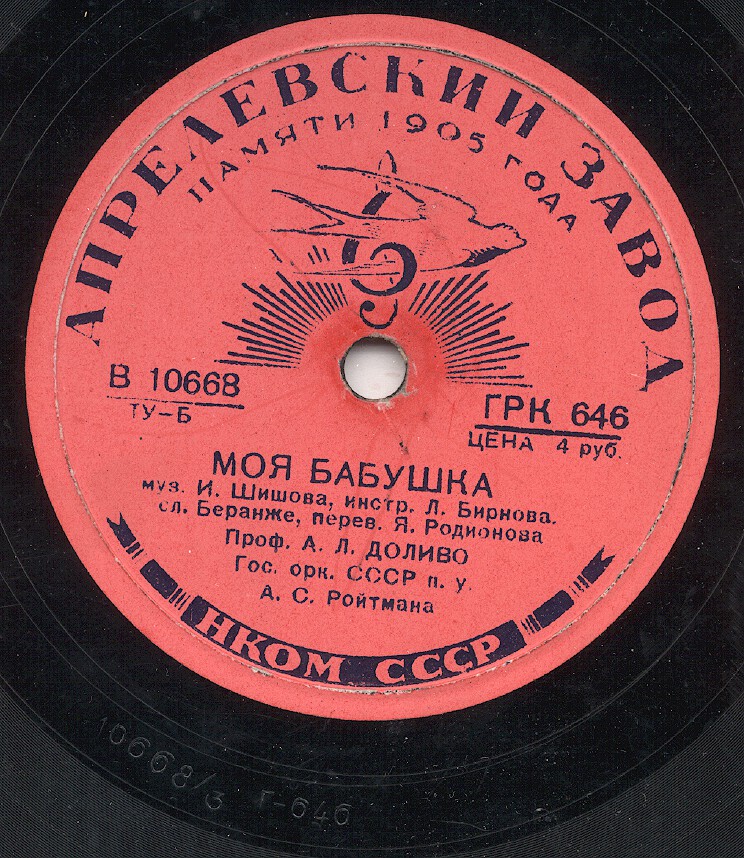 АПРЕЛЕВСКИЙ ЗАВОД
ПАМЯТИ 1905 ГОДА
В 10668
ТУ-Б
ГРК 646
ЦЕНА 4 руб.
МОЯ БАБУШКА
муз. И. Шишова, инстр. Л. Бирнова.
сл. Беранже, перев. Я. Родионова
Проф. А. Л. ДОЛИВО
Гос. орк. СССР п. у.
А. С. Ройтмана
НКОМ СССР
10668/3 г-646